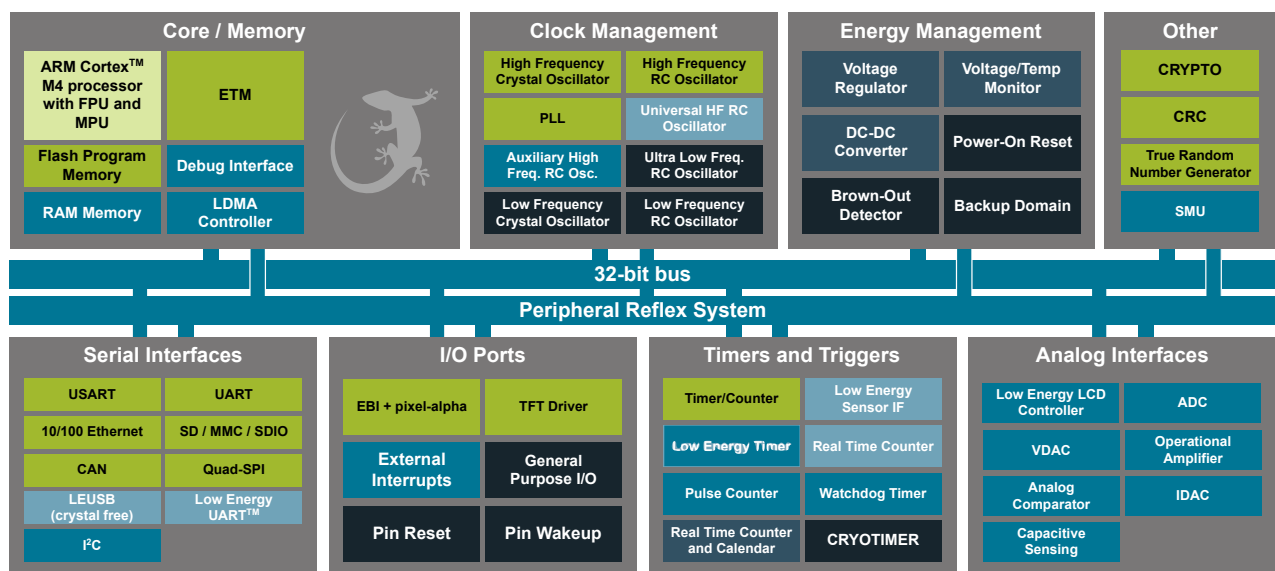 Core / Memory
ARM Cortex™
M4 processor
with FPU and
MPU
ETM
Flash Program
Memory
Debug Interface
RAM Memory
LDMA
Controller
Clock Management
High Frequency
Crystal Oscillator
High Frequency
RC Oscillator
PLL
Universal HF RC
Oscillator
Auxiliary High
Freq. RC Osc.
Ultra Low Freq.
RC Oscillator
Low Frequency
Crystal Oscillator
Low Frequency
RC Oscillator
Energy Management
Voltage
Regulator
Voltage/Temp
Monitor
DC-DC
Converter
Power-On Reset
Brown-Out
Detector
Backup Domain
Other
CRYPTO
CRC
True Random
Number Generator
SMU
32-bit bus
Peripheral Reflex System
Serial Interfaces
USART
UART
10/100 Ethernet
SD / MMC / SDIO
CAN
Quad-SPI
LEUSB
(crystal free)
Low Energy
UART™
I²C
I/O Ports
EBI + pixel-alpha
TFT Driver
External
Interrupts
General
Purpose I/O
Pin Reset
Pin Wakeup
Timers and Triggers
Timer/Counter
Low Energy
Sensor IF
Low Energy Timer
Real Time Counter
Pulse Counter
Watchdog Timer
Real Time Counter
and Calendar
CRYOTIMER
Analog Interfaces
Low Energy LCD
Controller
ADC
VDAC
Operational
Amplifier
Analog
Comparator
IDAC
Capacitive
Sensing